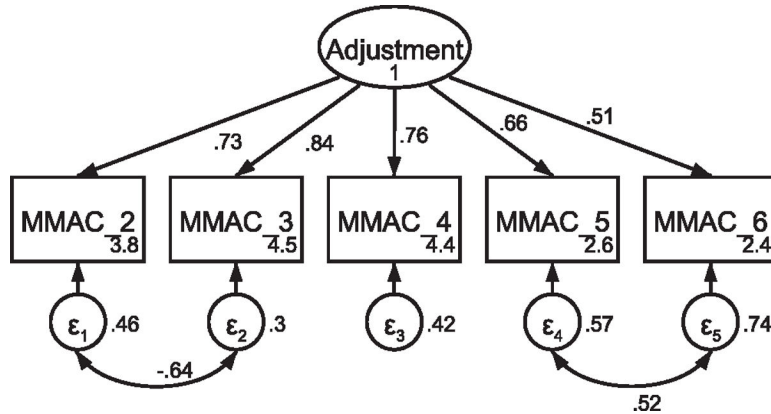 Adjustment
1
.73
.84
.76
.66
.51
MMAC_2
3.8
MMAC_3
4.5
MMAC_4
4.4
MMAC_5
2.6
MMAC_6
2.4
ε1 .46
ε2 .3
ε3 .42
ε4 .57
ε5 .74
-.64
.52